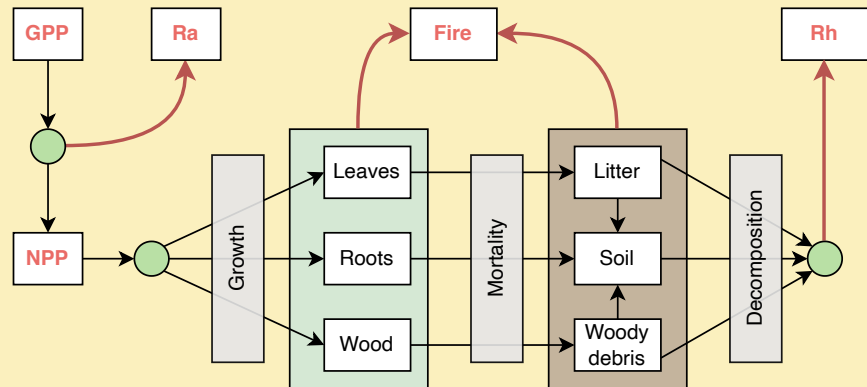 GPP
Ra
Fire
Rh
NPP
Growth
Leaves
Roots
Wood
Mortality
Litter
Soil
Woody
debris
Decomposition